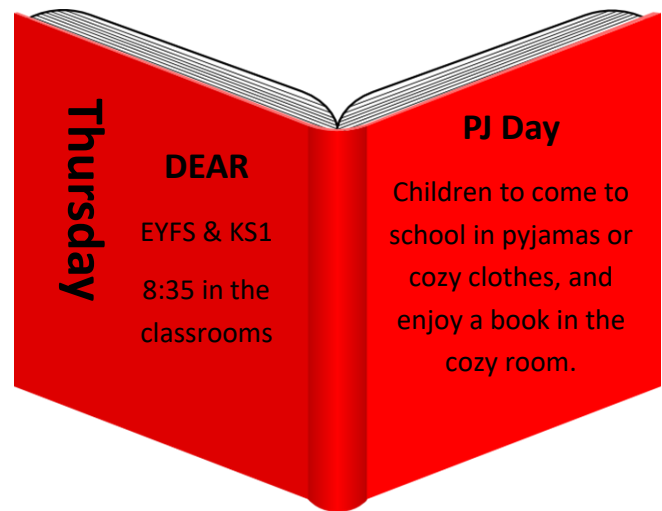 Thursday
DEAR
EYFS & KS1
8:35 in the
classrooms
PJ Day
Children to come to
school in pyjamas or
cozy clothes, and
enjoy a book in the
cozy room.